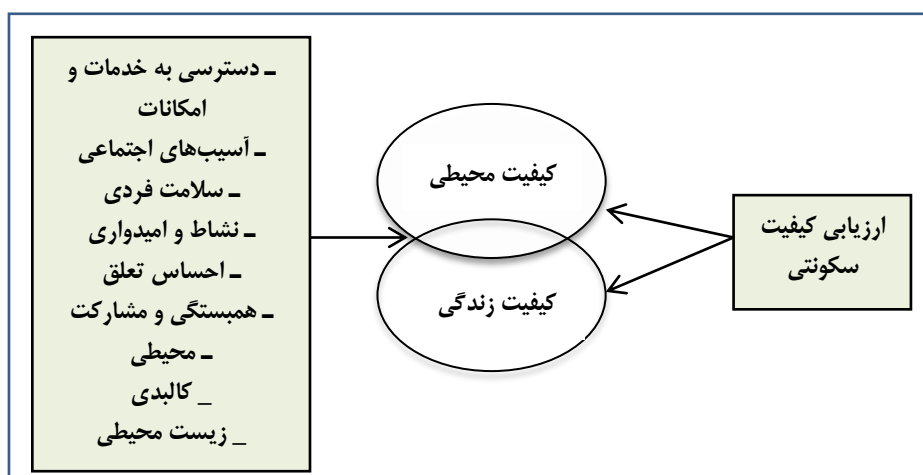 ـ دسترسی به خدمات و
امکانات
ـ آسیب‌های اجتماعی
ـ سلامت فردی
ـ نشاط و امیدواری
ـ احساس تعلق
ـ همبستگی و مشارکت
ـ محیطی
_ کالبدی
_ زیست محیطی
کیفیت محیطی
کیفیت زندگی
ارزیابی کیفیت
سکونتی